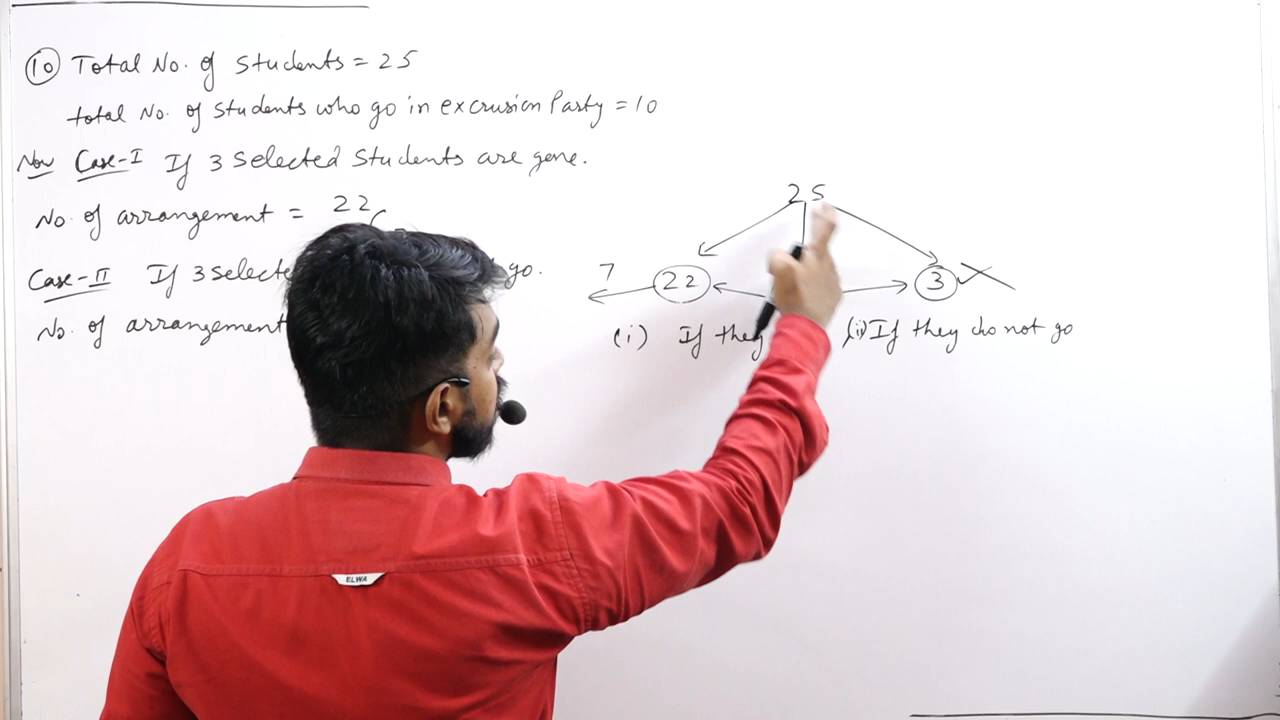 10 Total No. of Students = 25
total No. of Students who go in excrusion Party = 10
Now Case-I If 3 Selected Students are gone.
No. of arrangement = 22C
Case-II If 3 selecte go.
No. of arrangement
25
7 22 3
(i) If they (ii) If they do not go
ELWA